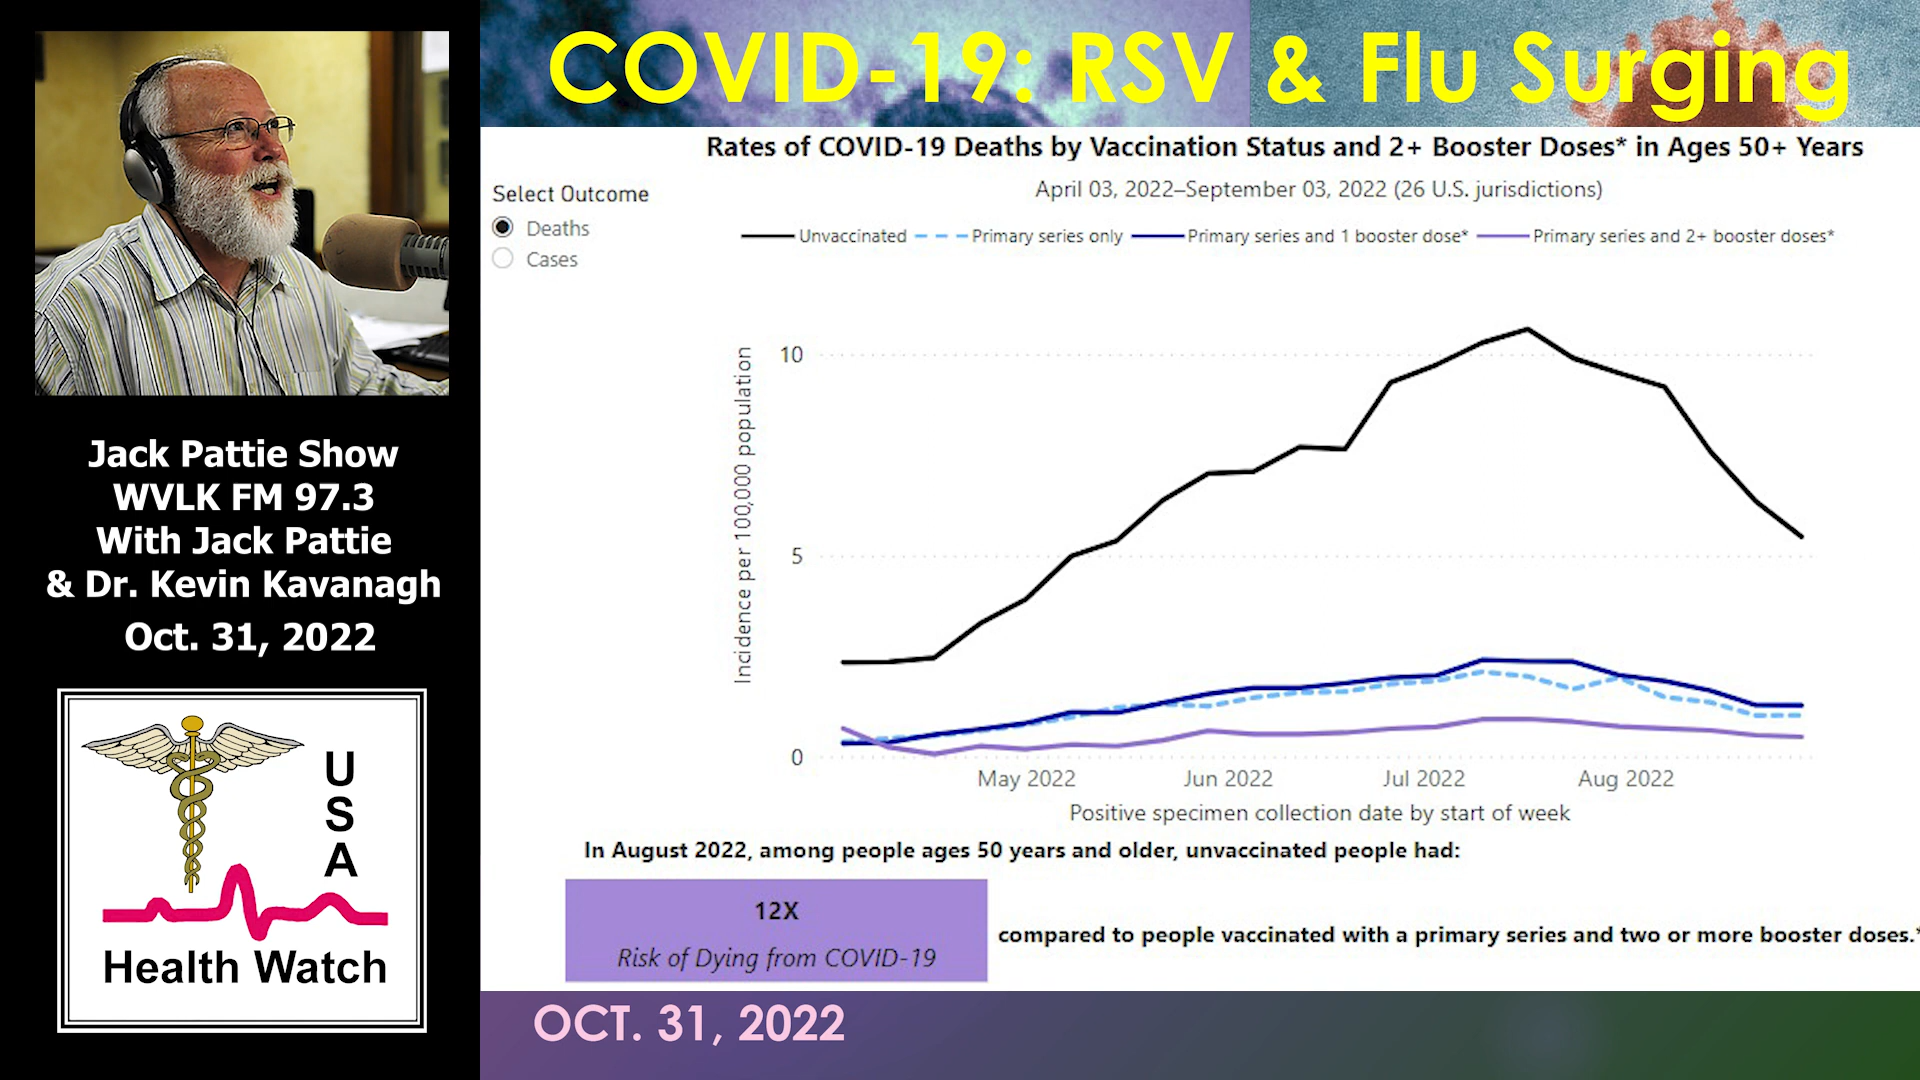 COVID-19: RSV & Flu Surging
Rates of COVID-19 Deaths by Vaccination Status and 2+ Booster Doses* in Ages 50+ Years
April 03, 2022–September 03, 2022 (26 U.S. jurisdictions)
Select Outcome
Deaths
Cases
Unvaccinated
Primary series only
Primary series and 1 booster dose*
Primary series and 2+ booster doses*
Incidence per 100,000 population
10
5
0
May 2022
Jun 2022
Jul 2022
Aug 2022
Positive specimen collection date by start of week
In August 2022, among people ages 50 years and older, unvaccinated people had:
12X
Risk of Dying from COVID-19
compared to people vaccinated with a primary series and two or more booster doses.*
OCT. 31, 2022
Jack Pattie Show
WVLK FM 97.3
With Jack Pattie
& Dr. Kevin Kavanagh
Oct. 31, 2022
USA
Health Watch